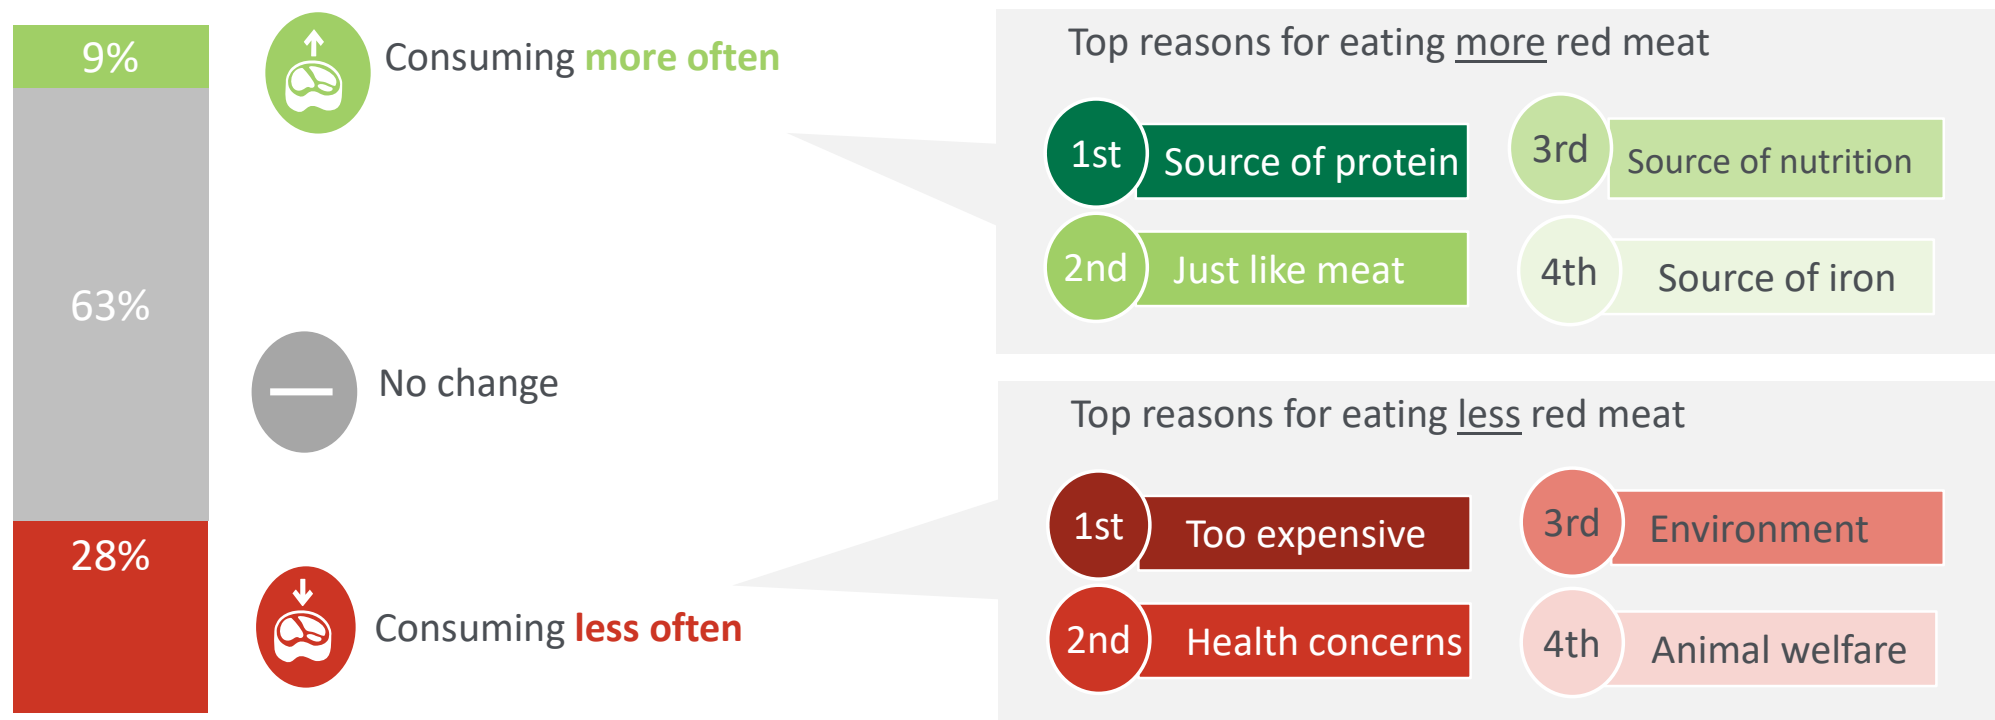 9%
63%
28%
Consuming more often
No change
Consuming less often
Top reasons for eating more red meat
1st
Source of protein
2nd
Just like meat
3rd
Source of nutrition
4th
Source of iron
Top reasons for eating less red meat
1st
Too expensive
2nd
Health concerns
3rd
Environment
4th
Animal welfare